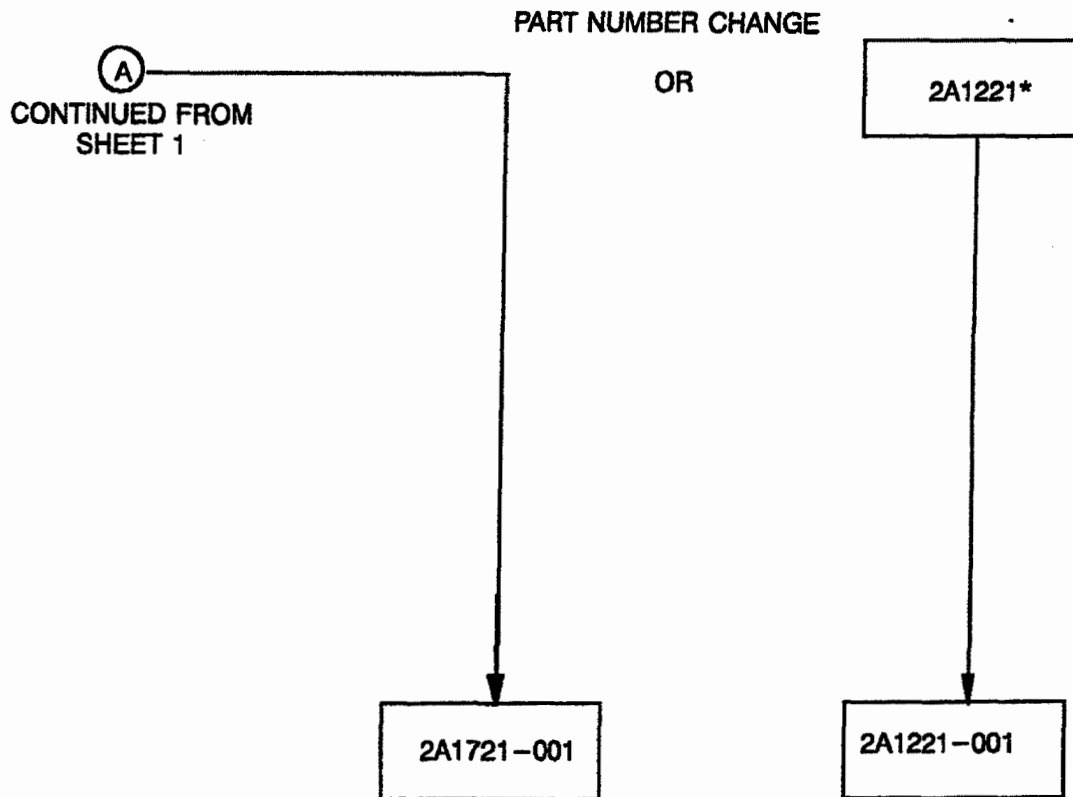 PART NUMBER CHANGE
A
CONTINUED FROM
SHEET 1
OR
2A1221*
2A1721-001
2A1221-001